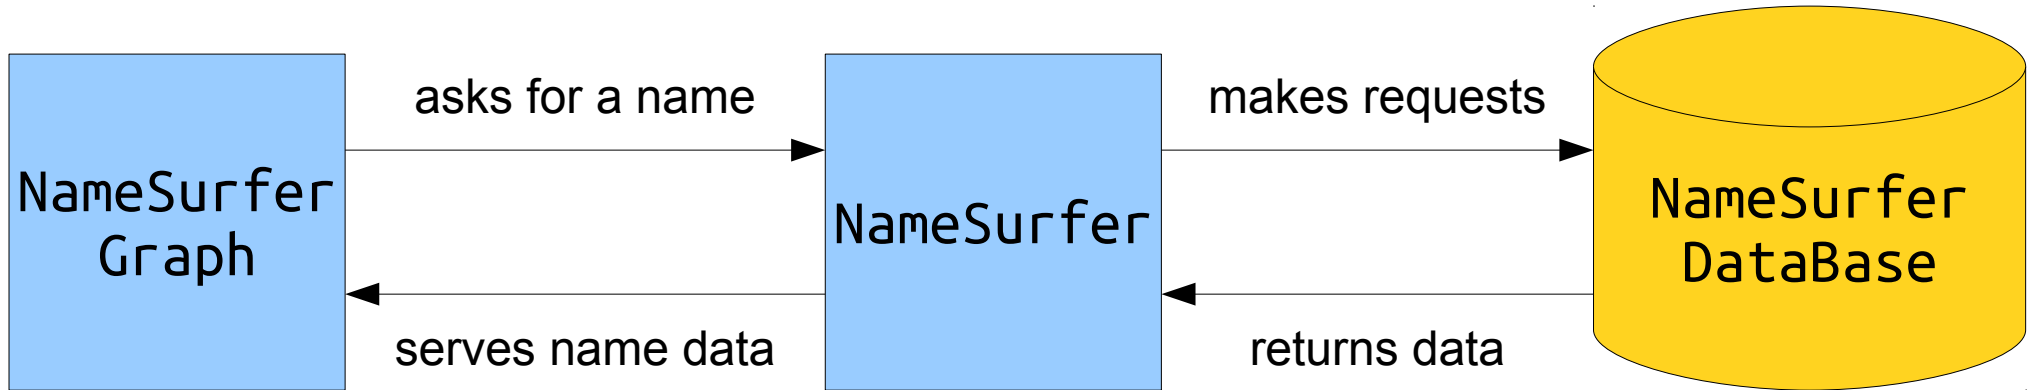 asks for a name
makes requests
NameSurfer
Graph
NameSurfer
NameSurfer
DataBase
serves name data
returns data